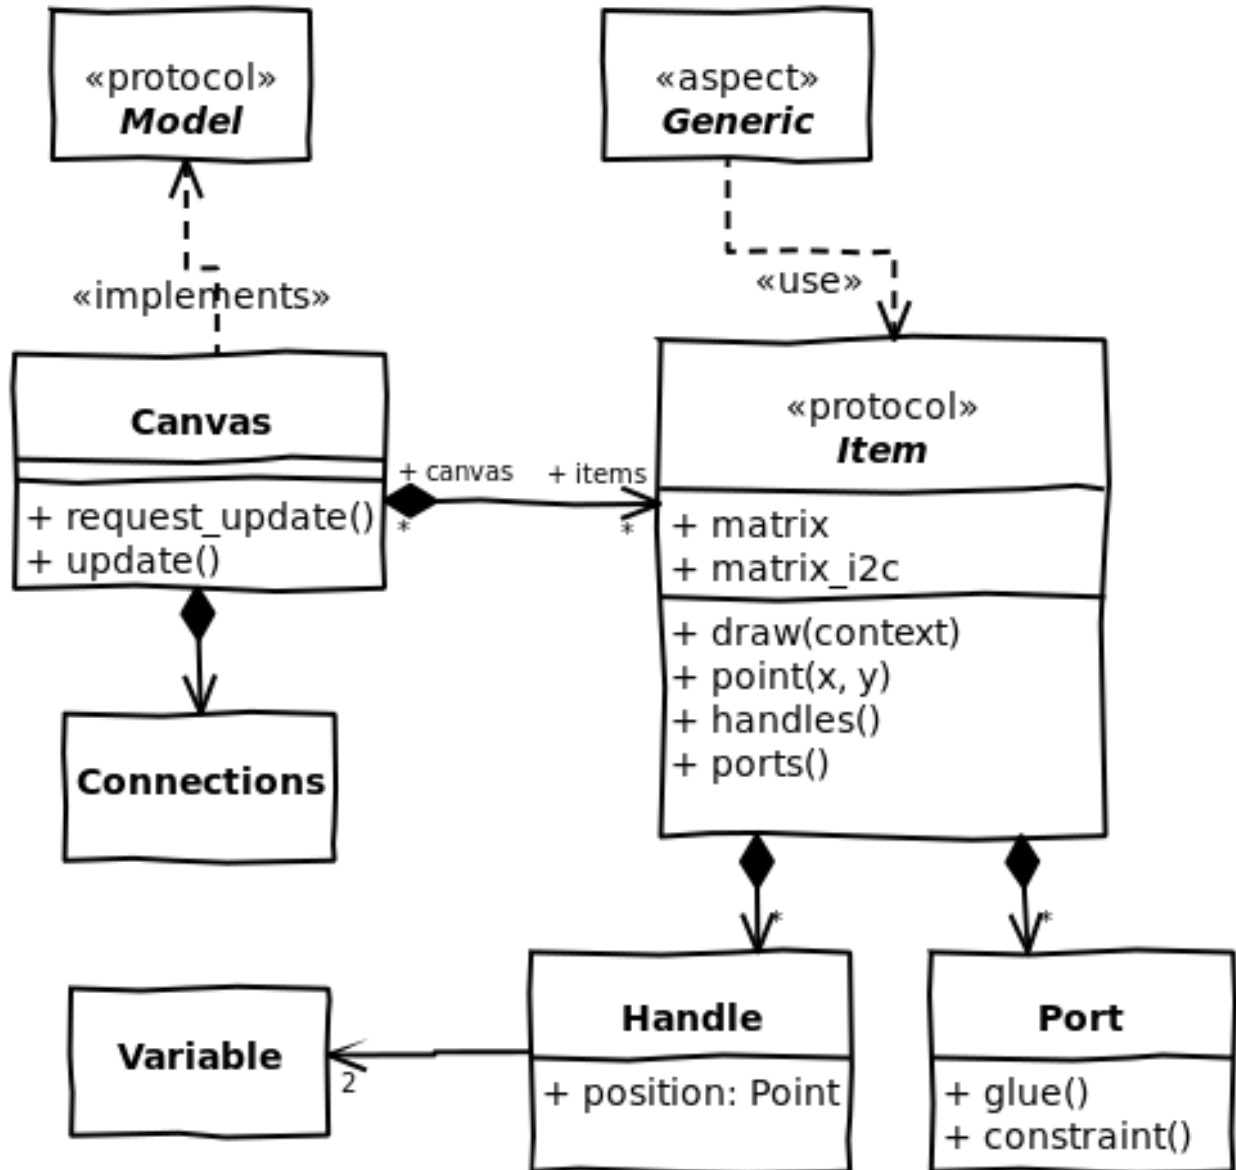 «protocol»
Model
«aspect»
Generic
«implements»
«use»
Canvas
+ request_update()
+ update()
+ canvas
*
+ items
*
«protocol»
Item
+ matrix
+ matrix_i2c
+ draw(context)
+ point(x, y)
+ handles()
+ ports()
Connections
*
*
Variable
2
Handle
+ position: Point
Port
+ glue()
+ constraint()